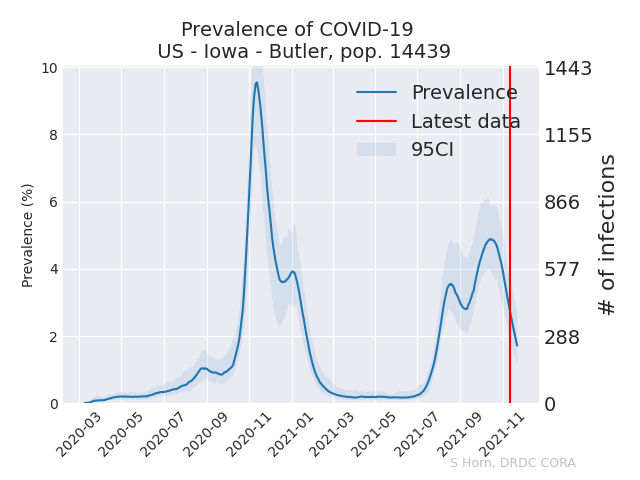 Prevalence of COVID-19
US - Iowa - Butler, pop. 14439
Prevalence (%)
10
8
6
4
2
0
1443
1155
866
577
288
0
# of infections
Prevalence
Latest data
95CI
2020-03
2020-05
2020-07
2020-09
2020-11
2021-01
2021-03
2021-05
2021-07
2021-09
2021-11
S Horn, DRDC CORA